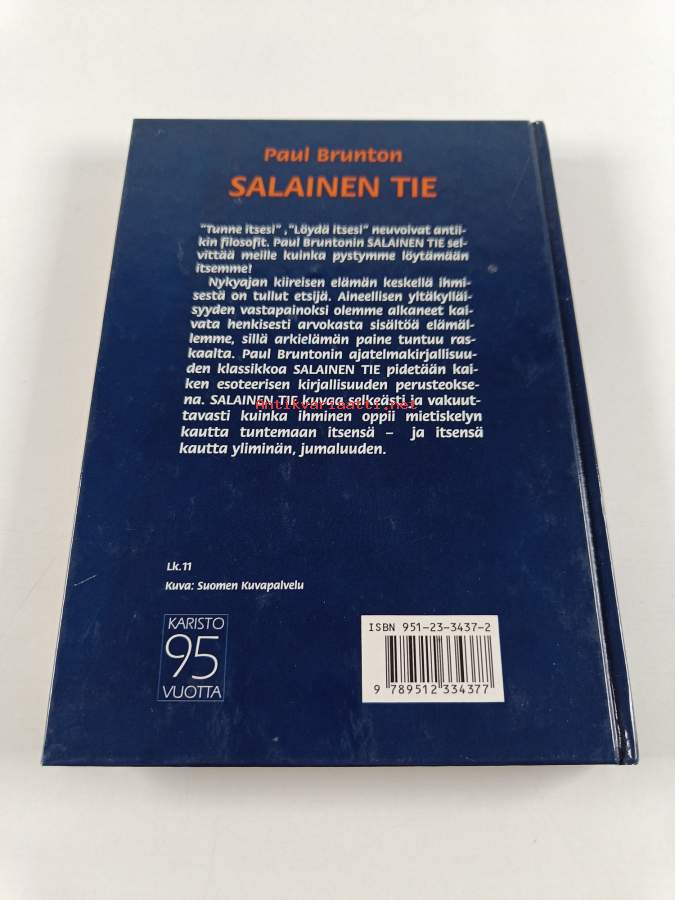 Paul Brunton
SALAINEN TIE
"Tunne itsesi" ,"Löydä itsesi" neuvoivat antii-
kin filosofit. Paul Bruntonin SALAINEN TIE sel-
vittää meille kuinka pystymme löytämään
itsemme!
Nykyajan kiireisen elämän keskellä ihmi-
sestä on tullut etsijä. Aineellisen yltäkylläi-
syyden vastapainoksi olemme alkaneet kai-
vata henkisesti arvokasta sisältöä elämäl-
lemme, sillä arkielämän paine tuntuu ras-
kaalta. Paul Bruntonin ajatelmakirjallisuu-
den klassikkoa SALAINEN TIE pidetään kai-
ken esoteerisen kirjallisuuden perusteokse-
na. SALAINEN TIE kuvaa selkeästi ja vakuut-
Antikvariaatti.net
tavasti kuinka ihminen oppii mietiskelyn
kautta tuntemaan itsensä – ja itsensä
kautta yliminän, jumaluuden.
Lk.11
Kuva: Suomen Kuvapalvelu
KARISTO
95
VUOTTA
ISBN 951-23-3437-2
9 789512 334377